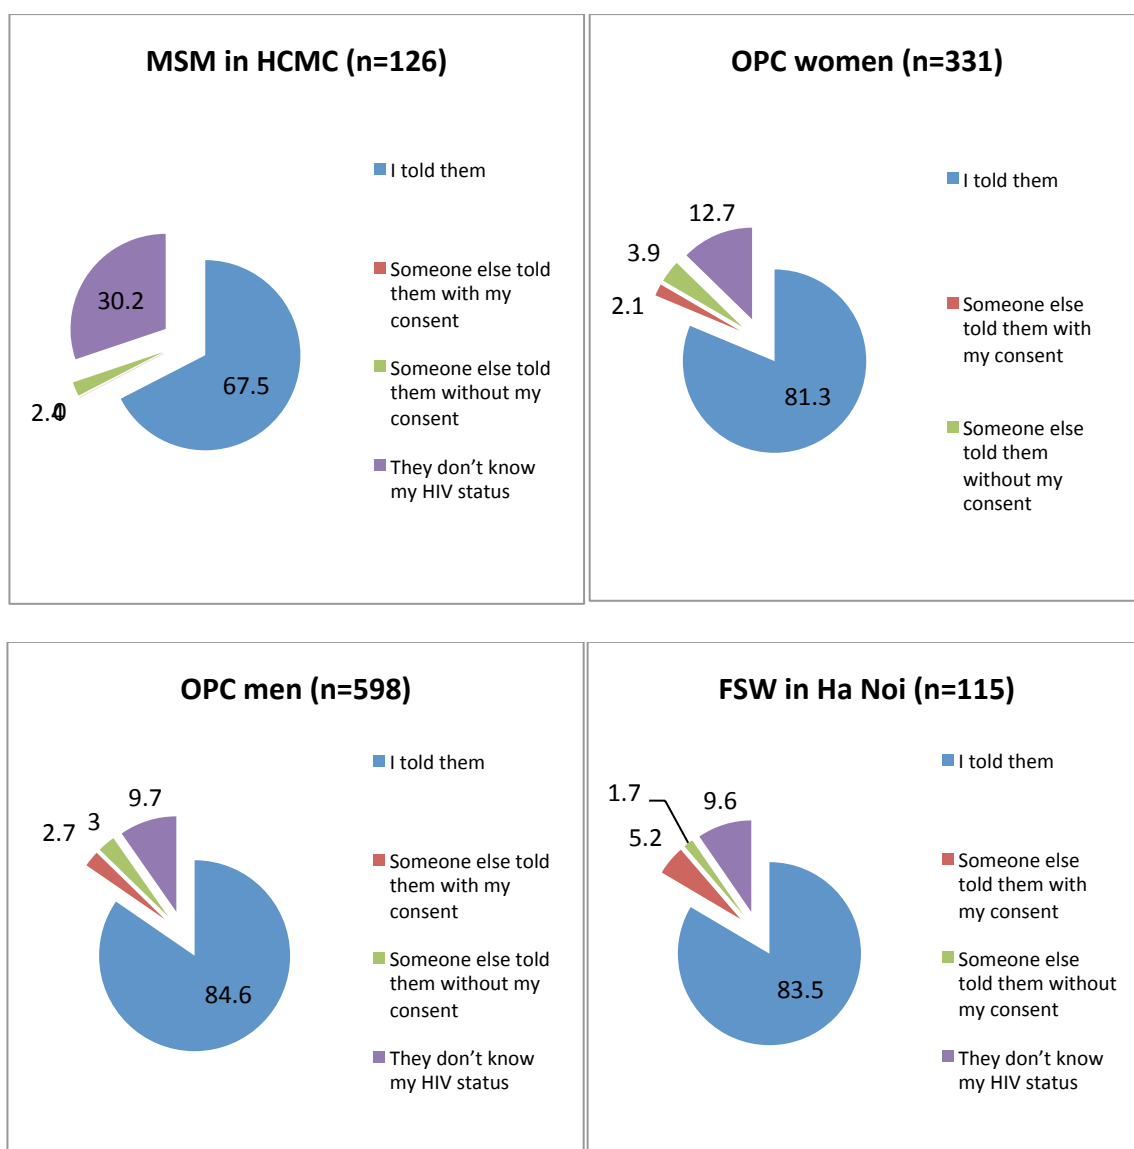 MSM in HCMC (n=126)
I told them
Someone else told
them with my
consent
Someone else told
them without my
consent
They don’t know
my HIV status
30.2
67.5
2.4
0
OPC women (n=331)
I told them
Someone else
told them with
my consent
Someone else
told them
without my
consent
12.7
3.9
2.1
81.3
OPC men (n=598)
I told them
Someone else told
them with my
consent
Someone else told
them without my
consent
They don’t know
my HIV status
9.7
3
2.7
84.6
FSW in Ha Noi (n=115)
I told them
Someone else
told them with
my consent
Someone else
told them without
my consent
They don’t know
my HIV status
1.7
9.6
5.2
83.5